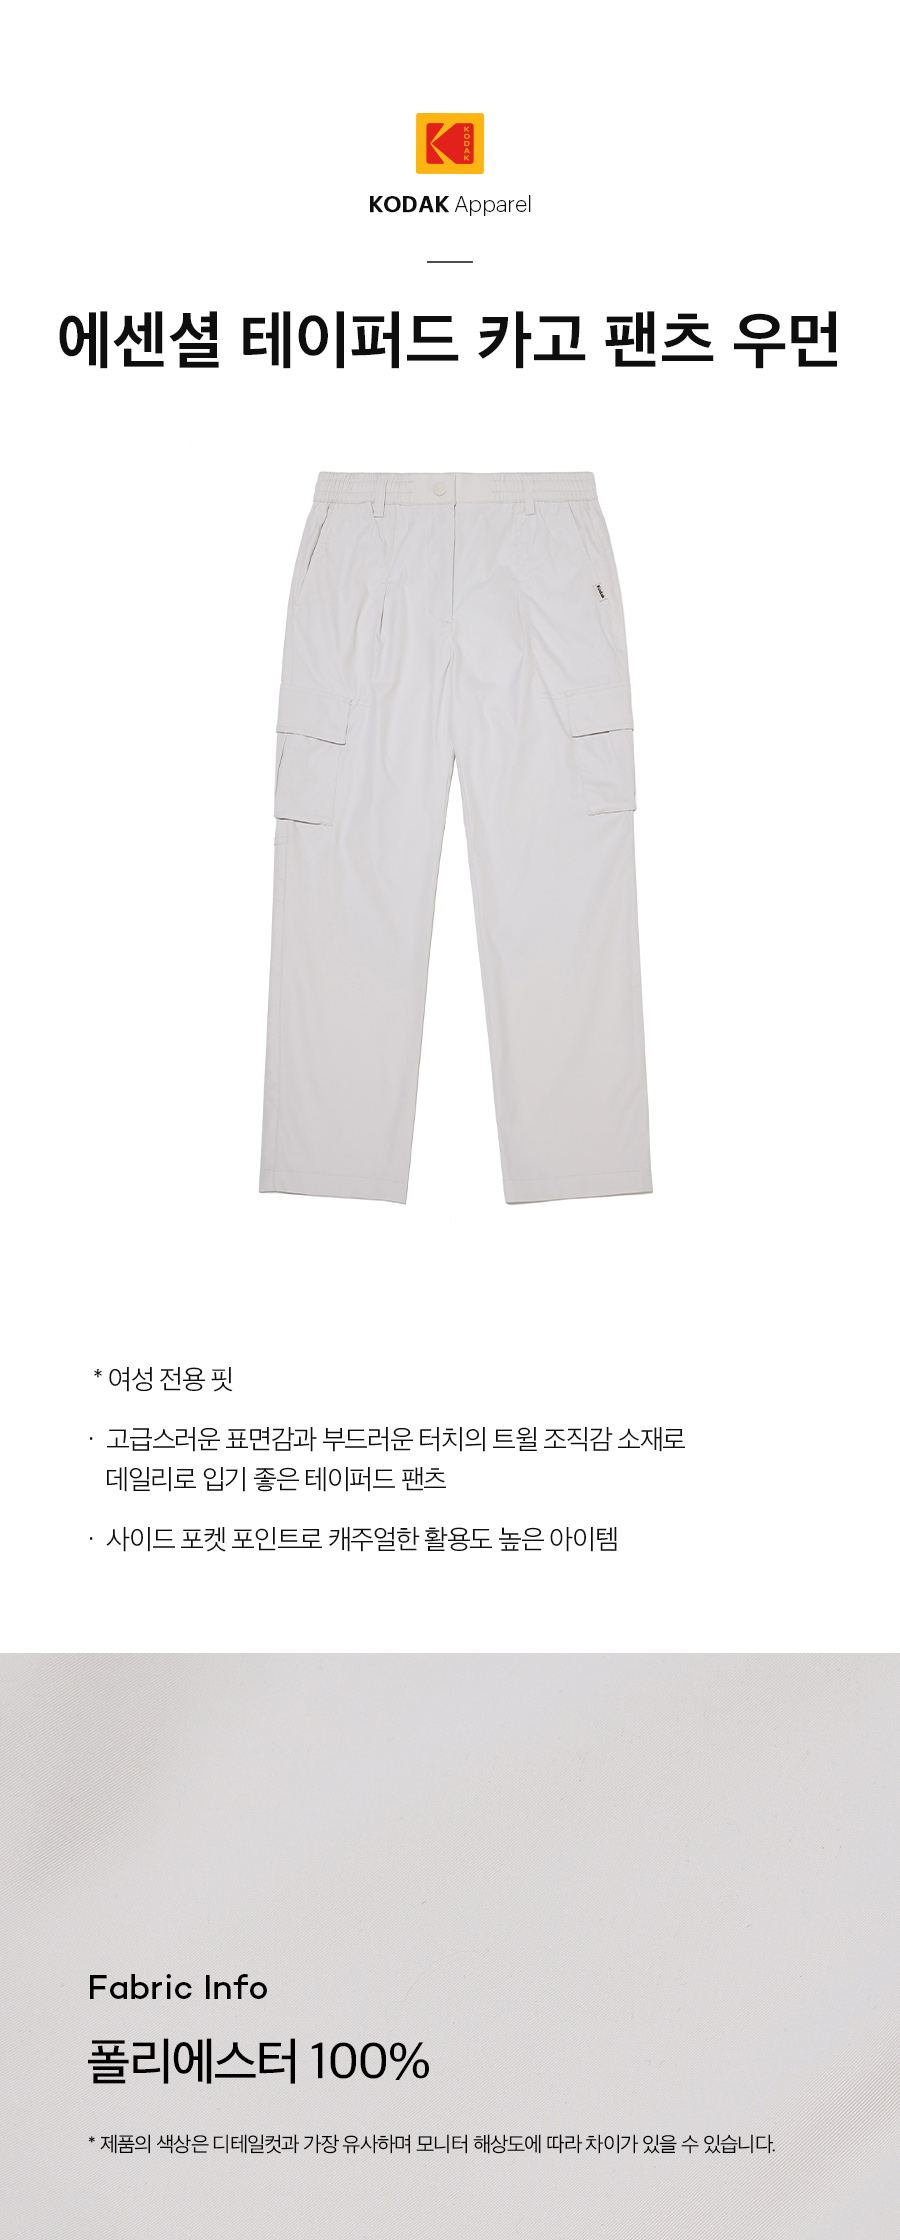 KODAK
KODAK Apparel
에센셜 테이퍼드 카고 팬츠 우먼
Kodak
* 여성 전용 핏
· 고급스러운 표면감과 부드러운 터치의 트윌 조직감 소재로
데일리로 입기 좋은 테이퍼드 팬츠
· 사이드 포켓 포인트로 캐주얼한 활용도 높은 아이템
Fabric Info
폴리에스터 100%
* 제품의 색상은 디테일컷과 가장 유사하며 모니터 해상도에 따라 차이가 있을 수 있습니다.